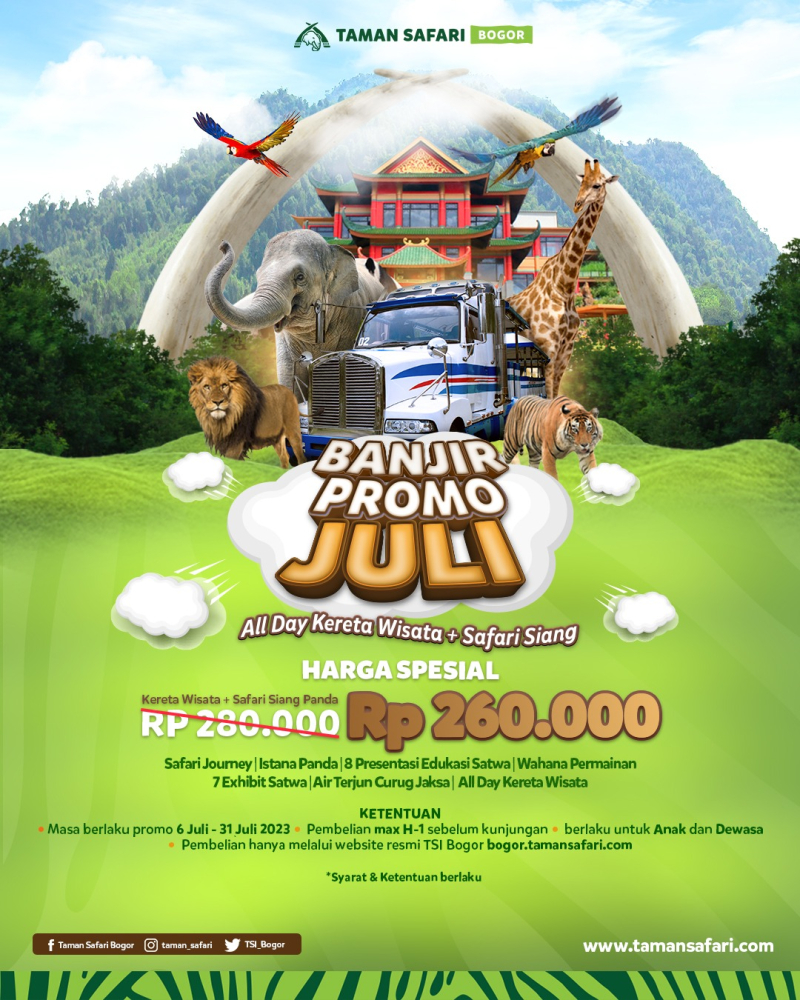 TAMAN SAFARI BOGOR
02
BANJIR
PROMO
JULI
All Day Kereta Wisata + Safari Siang
HARGA SPESIAL
Kereta Wisata + Safari Siang Panda
RP 280.000 Rp 260.000
Safari Journey | Istana Panda | 8 Presentasi Edukasi Satwa | Wahana Permainan
7 Exhibit Satwa | Air Terjun Curug Jaksa | All Day Kereta Wisata
KETENTUAN
• Masa berlaku promo 6 Juli - 31 Juli 2023 • Pembelian max H-1 sebelum kunjungan • berlaku untuk Anak dan Dewasa
• Pembelian hanya melalui website resmi TSI Bogor bogor.tamansafari.com
*Syarat & Ketentuan berlaku
Taman Safari Bogor taman_safari TSI_Bogor
www.tamansafari.com